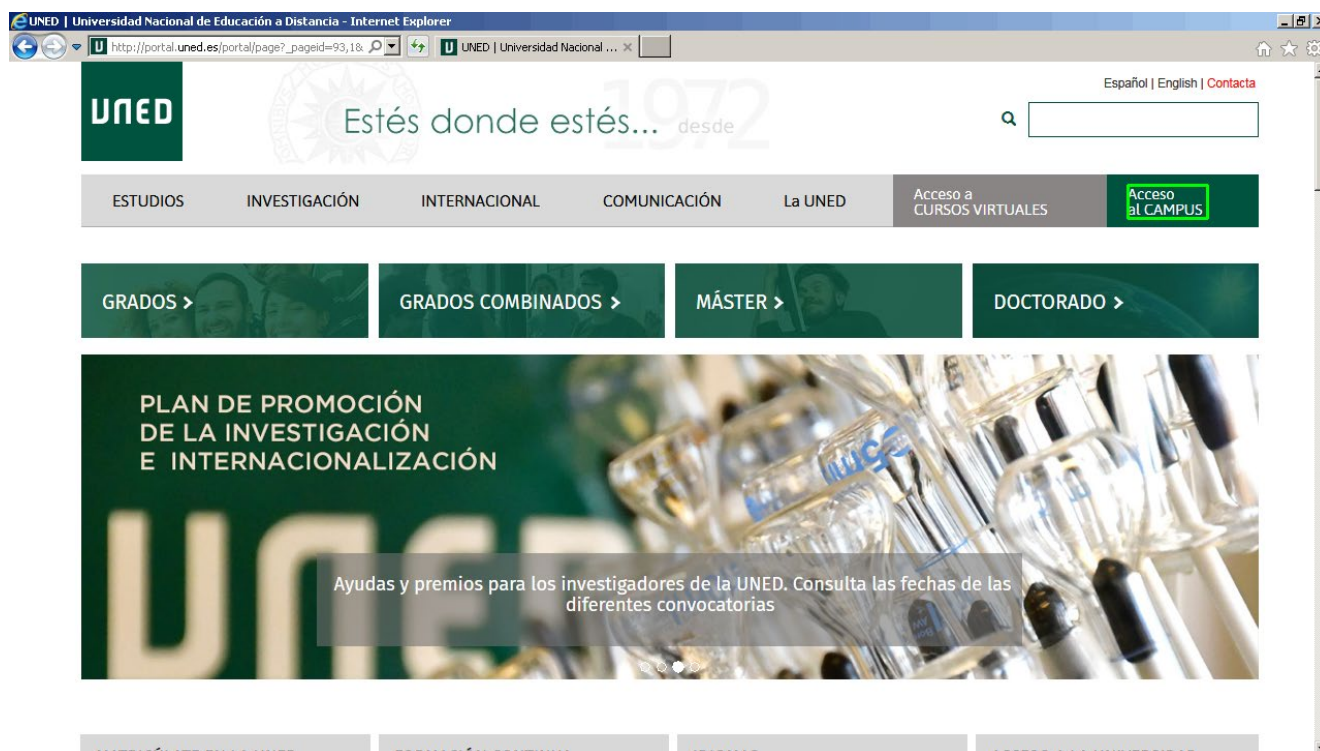 UNED | Universidad Nacional de Educación a Distancia - Internet Explorer
http://portal.uned.es/portal/page?_pageid=93,1&
UNED | Universidad Nacional ...
Español | English | Contacta
UNED
Estés donde estés... desde 1972
ESTUDIOS
INVESTIGACIÓN
INTERNACIONAL
COMUNICACIÓN
La UNED
Acceso a
CURSOS VIRTUALES
Acceso
al CAMPUS
GRADOS >
GRADOS COMBINADOS >
MÁSTER >
DOCTORADO >
PLAN DE PROMOCIÓN
DE LA INVESTIGACIÓN
E INTERNACIONALIZACIÓN
UNED
Ayudas y premios para los investigadores de la UNED. Consulta las fechas de las
diferentes convocatorias